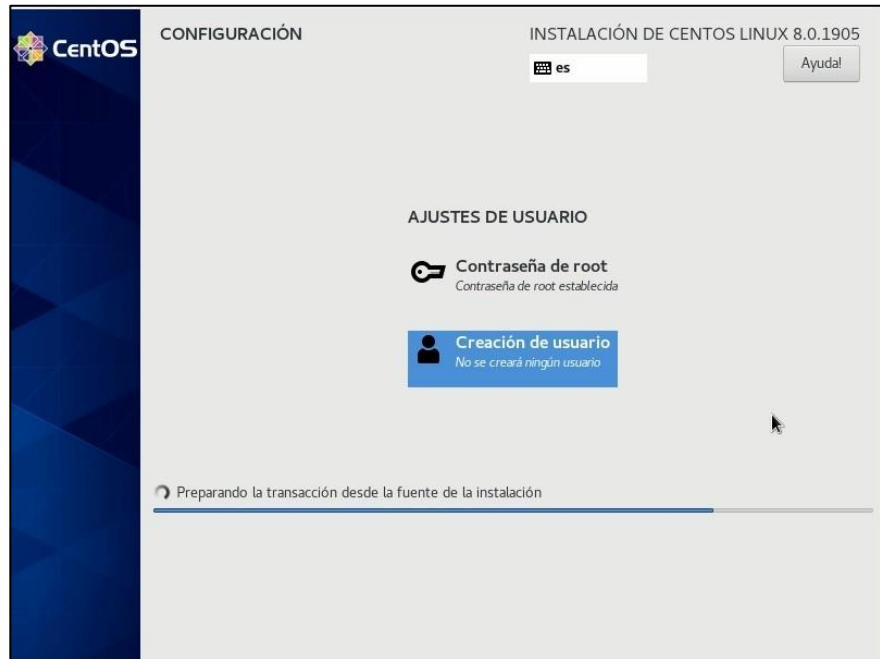 CentOS
CONFIGURACIÓN
INSTALACIÓN DE CENTOS LINUX 8.0.1905
es
Ayuda!
AJUSTES DE USUARIO
Contraseña de root
Contraseña de root establecida
Creación de usuario
No se creará ningún usuario
Preparando la transacción desde la fuente de la instalación